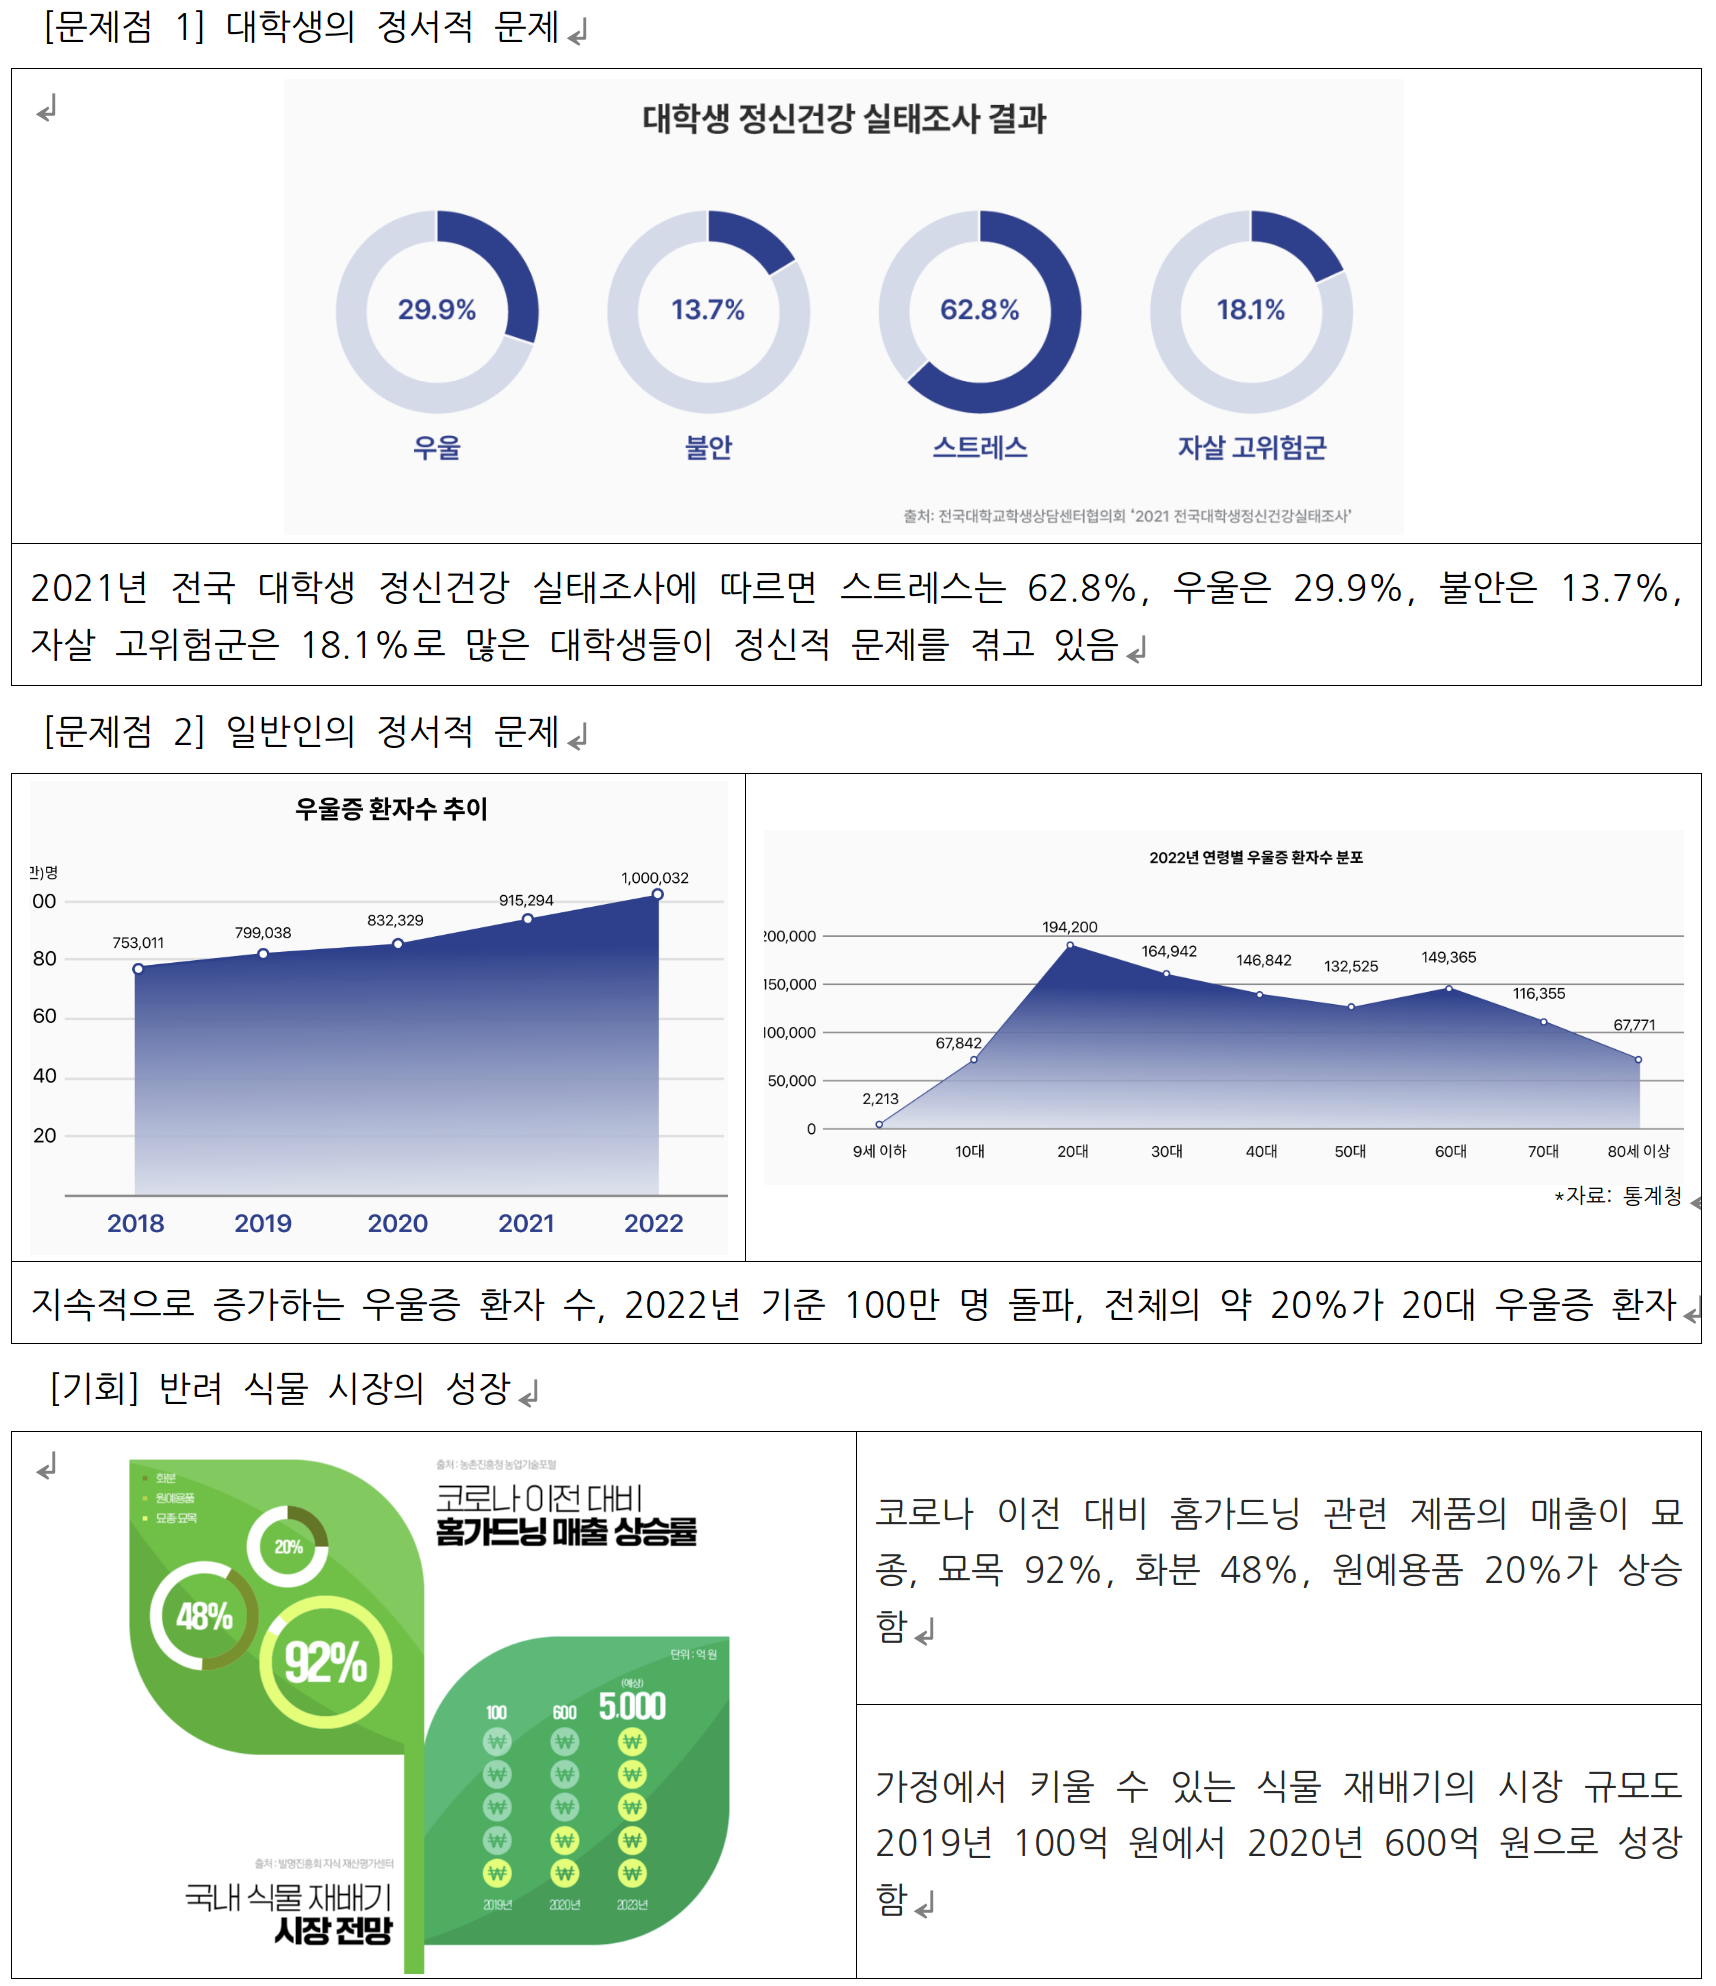 [문제점 1] 대학생의 정서적 문제
대학생 정신건강 실태조사 결과
29.9%
13.7%
62.8%
18.1%
우울
불안
스트레스
자살 고위험군
출처: 전국대학교학생상담센터협의회 ‘2021 전국대학생정신건강실태조사’
2021년 전국 대학생 정신건강 실태조사에 따르면 스트레스는 62.8%, 우울은 29.9%, 불안은 13.7%,
자살 고위험군은 18.1%로 많은 대학생들이 정신적 문제를 겪고 있음
[문제점 2] 일반인의 정서적 문제
우울증 환자수 추이
만)명
00
80
60
40
20
753,011
799,038
832,329
915,294
1,000,032
2018
2019
2020
2021
2022
2022년 연령별 우울증 환자수 분포
200,000
150,000
100,000
50,000
0
2,213
67,842
194,200
164,942
146,842
132,525
149,365
116,355
67,771
9세 이하
10대
20대
30대
40대
50대
60대
70대
80세 이상
*자료: 통계청
지속적으로 증가하는 우울증 환자 수, 2022년 기준 100만 명 돌파, 전체의 약 20%가 20대 우울증 환자
[기회] 반려 식물 시장의 성장
화분
원예용품
묘종·묘목
20%
48%
92%
출처 : 농촌진흥청 농업기술포털
코로나 이전 대비
홈가드닝 매출 상승률
단위 : 억 원
(예상)
100
600
5,000
2019년
2020년
2023년
출처 : 발명진흥회 지식 재산평가센터
국내 식물 재배기
시장 전망
코로나 이전 대비 홈가드닝 관련 제품의 매출이 묘
종, 묘목 92%, 화분 48%, 원예용품 20%가 상승
함
가정에서 키울 수 있는 식물 재배기의 시장 규모도
2019년 100억 원에서 2020년 600억 원으로 성장
함